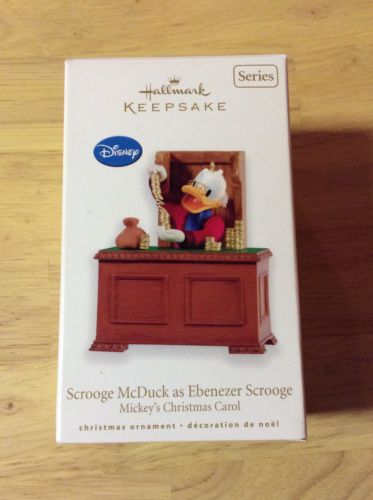 Hallmark
KEEPSAKE
Series
Disney
Scrooge McDuck as Ebenezer Scrooge
Mickey's Christmas Carol
christmas ornament • décoration de noël